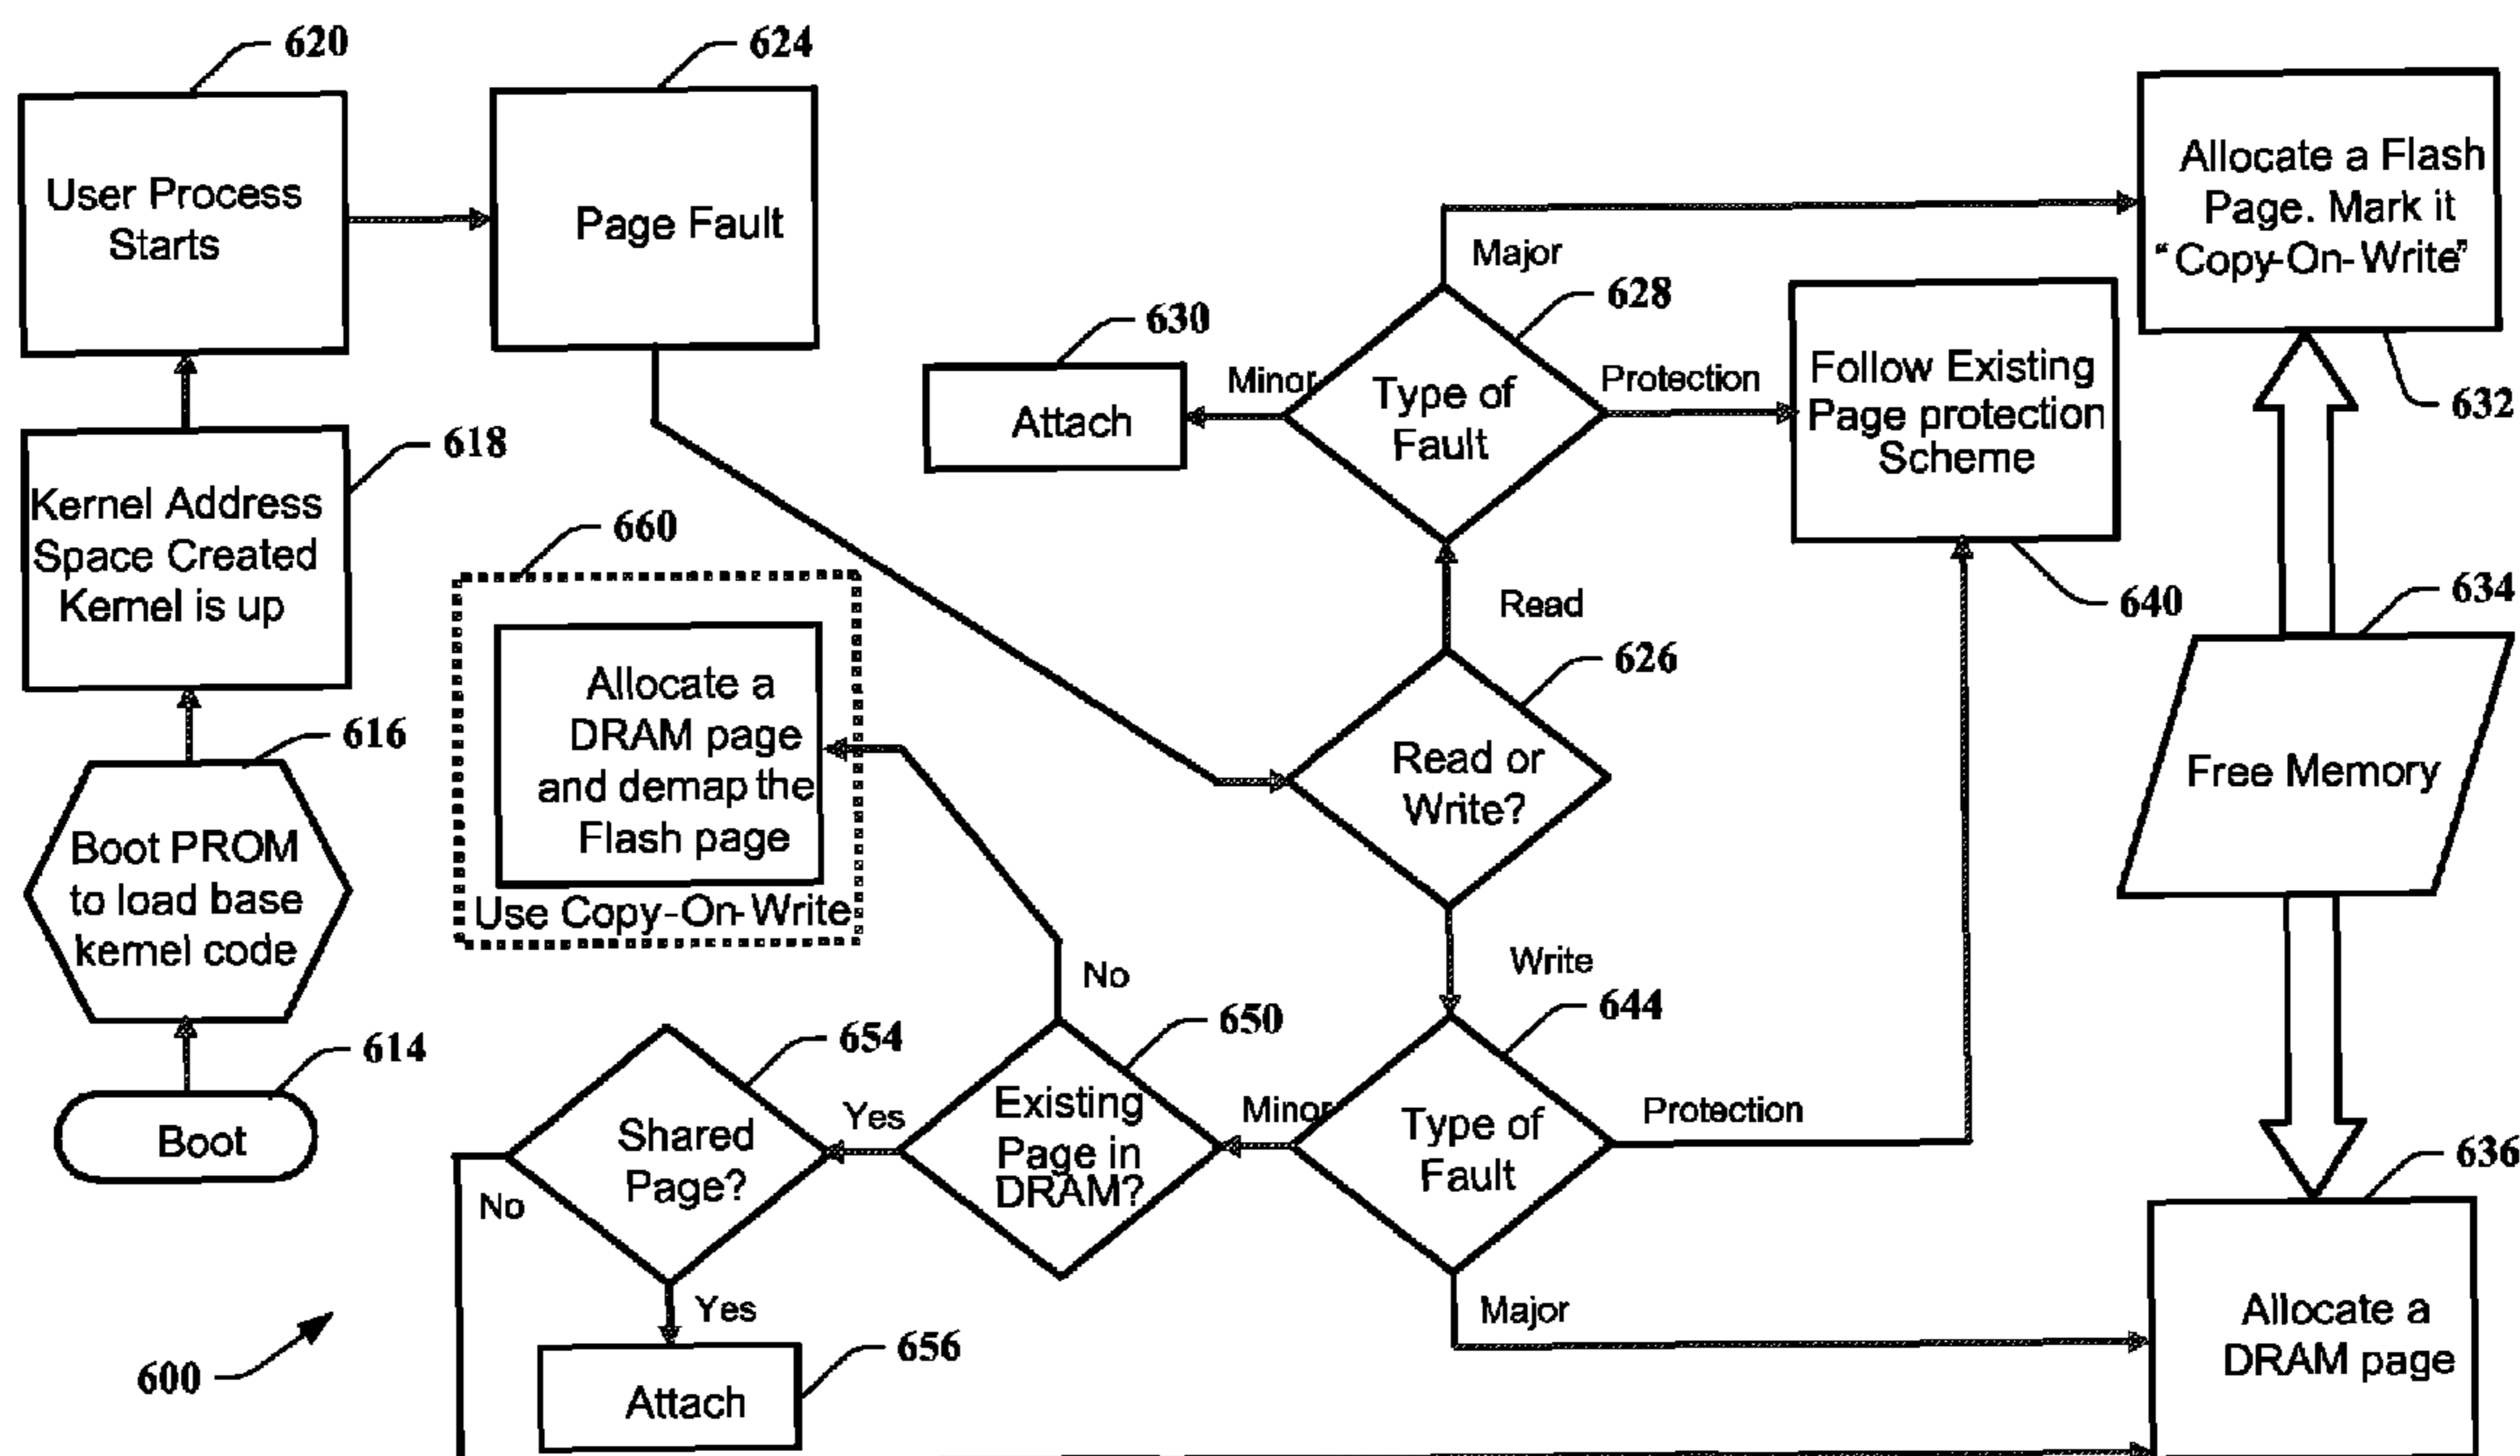 620
User Process
Starts
624
Page Fault
618
Kernel Address
Space Created
Kernel is up
616
Boot PROM
to load base
kernel code
614
Boot
600
660
Allocate a
DRAM page
and demap the
Flash page
Use Copy-On-Write
630
Attach
Minor
628
Type of
Fault
Major
Protection
Read
626
Read or
Write?
Write
Allocate a Flash
Page. Mark it
"Copy-On-Write"
632
Follow Existing
Page protection
Scheme
640
634
Free Memory
644
Type of
Fault
Minor
Protection
Major
650
Existing
Page in
DRAM?
No
Yes
654
Shared
Page?
No
Yes
656
Attach
636
Allocate a
DRAM page